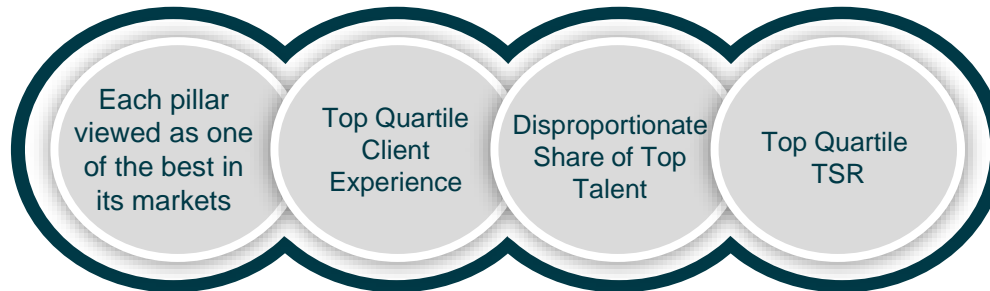 Each pillar
viewed as one
of the best in
its markets
Top Quartile
Client
Experience
Disproportionate
Share of Top
Talent
Top Quartile
TSR